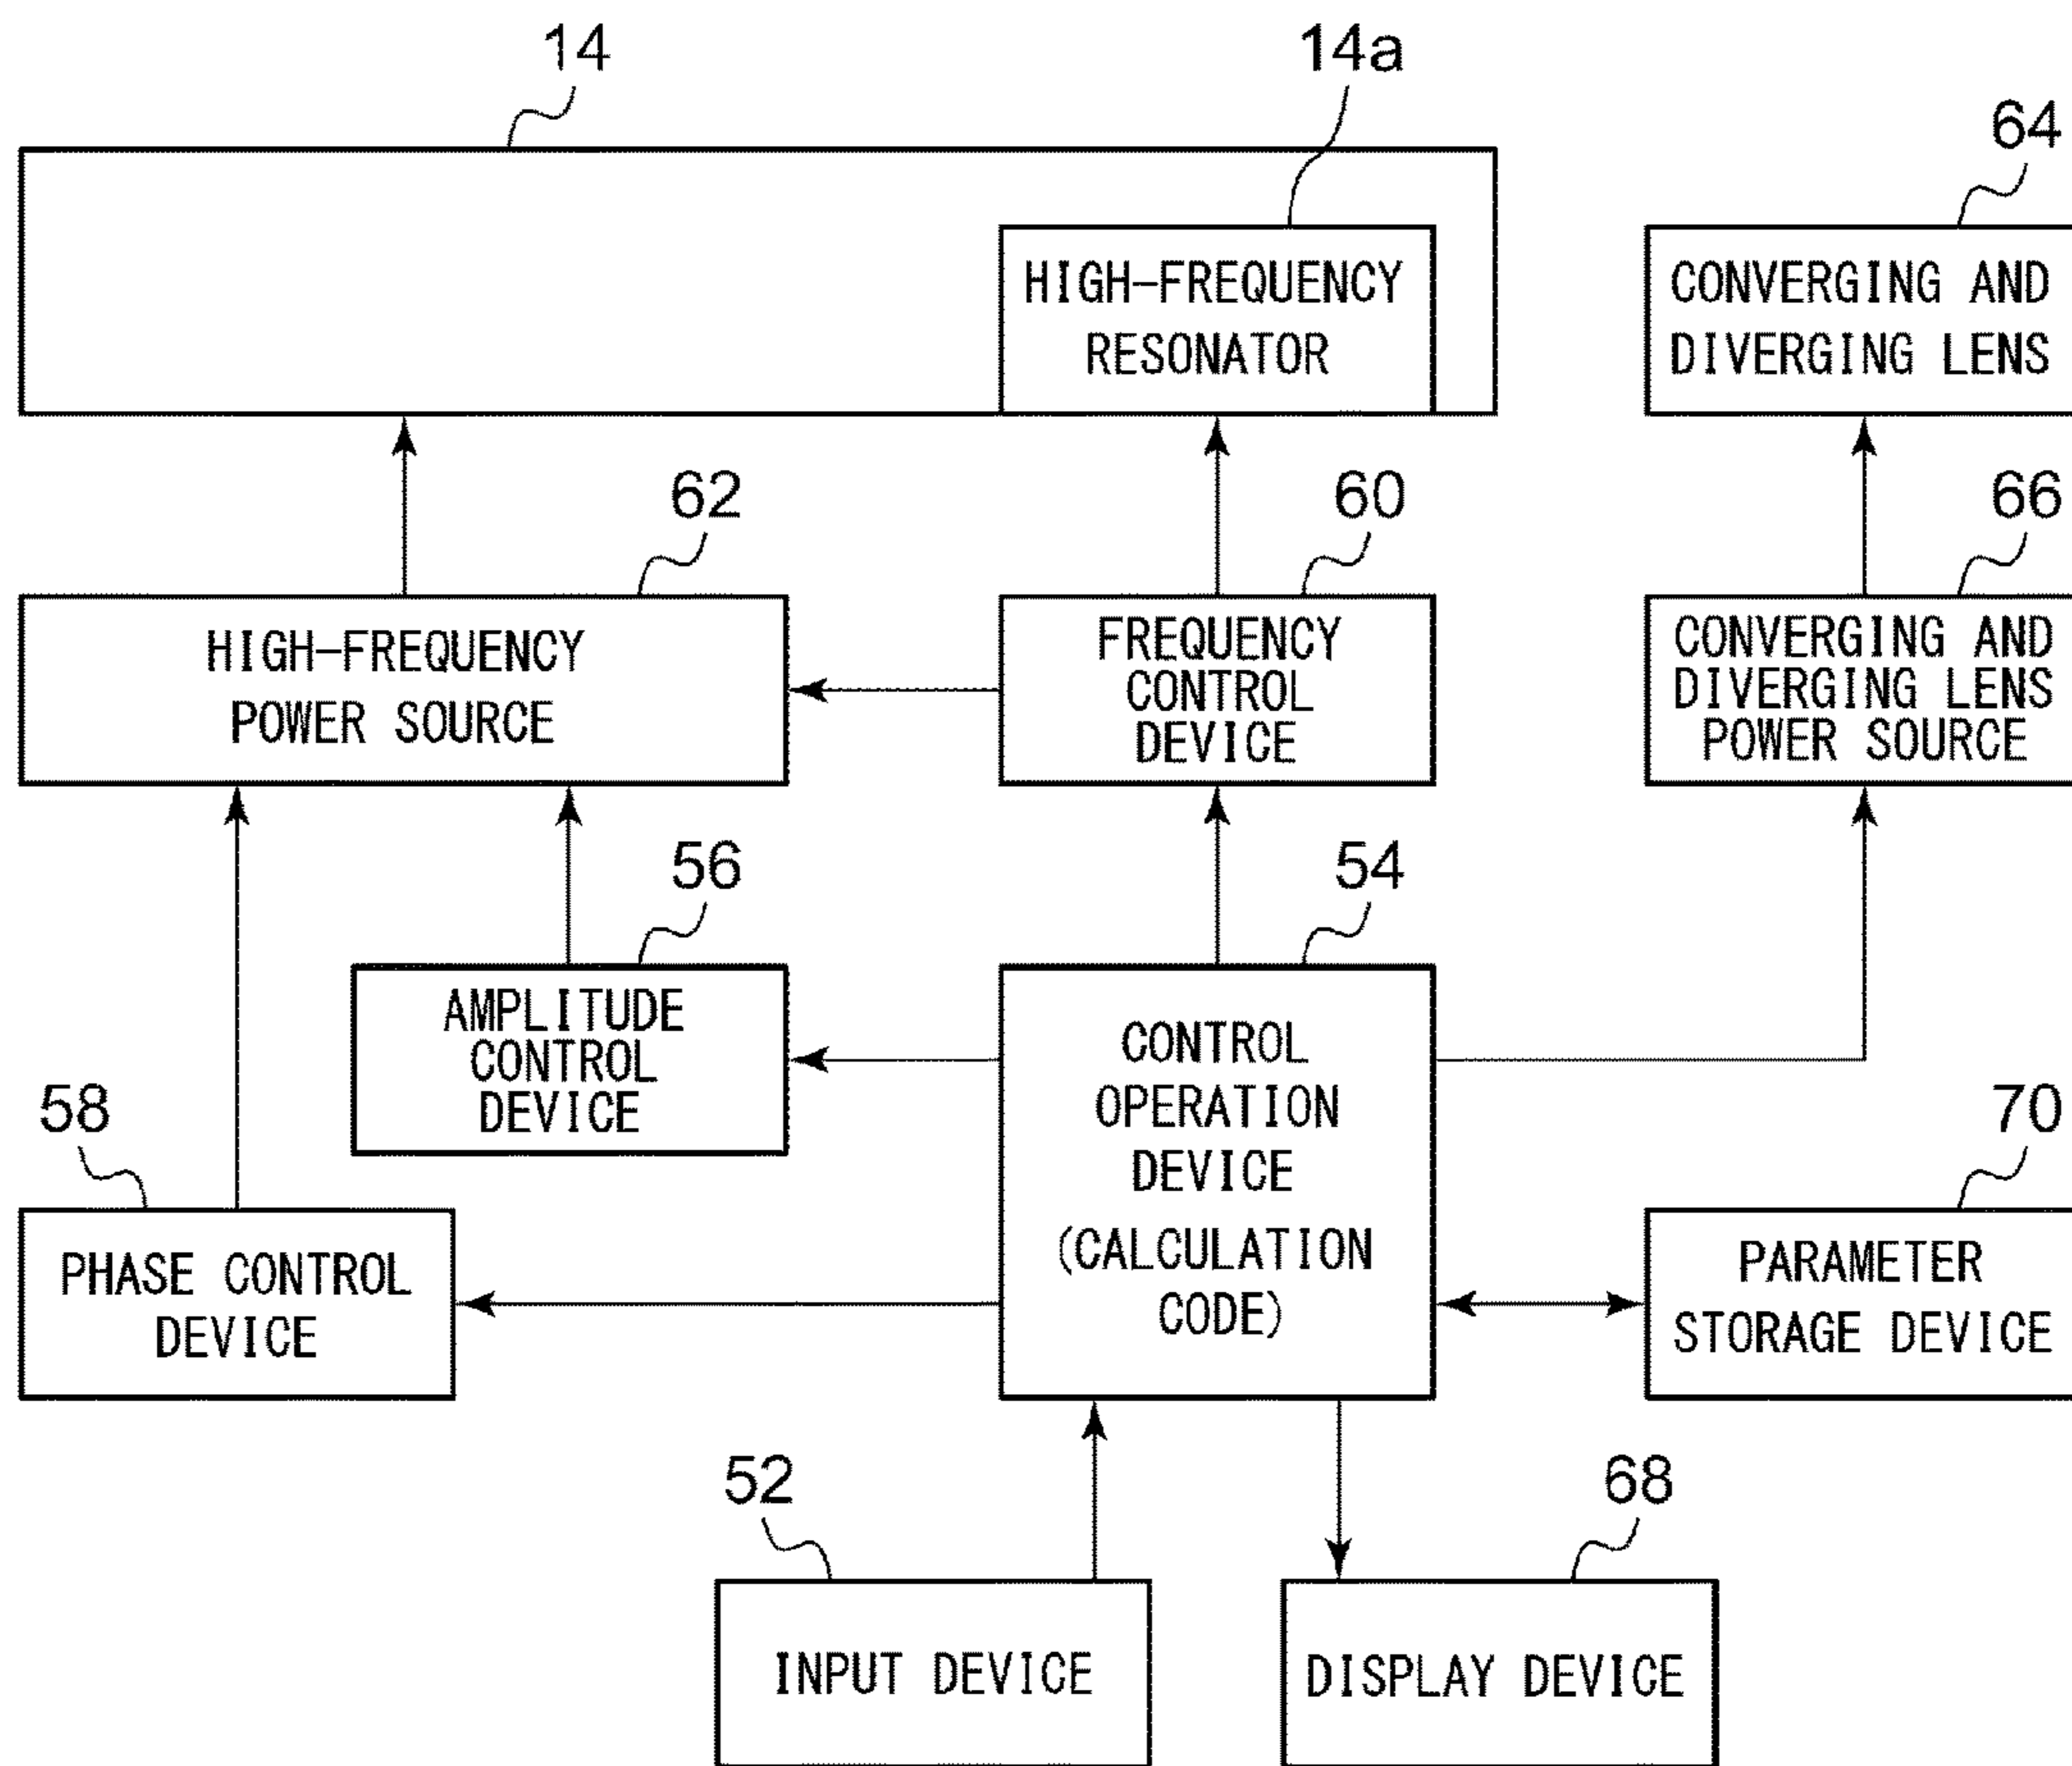 14
14a
64
HIGH-FREQUENCY
RESONATOR
CONVERGING AND
DIVERGING LENS
62
60
66
HIGH-FREQUENCY
POWER SOURCE
FREQUENCY
CONTROL
DEVICE
CONVERGING AND
DIVERGING LENS
POWER SOURCE
56
54
AMPLITUDE
CONTROL
DEVICE
CONTROL
OPERATION
DEVICE
(CALCULATION
CODE)
58
70
PHASE CONTROL
DEVICE
PARAMETER
STORAGE DEVICE
52
68
INPUT DEVICE
DISPLAY DEVICE